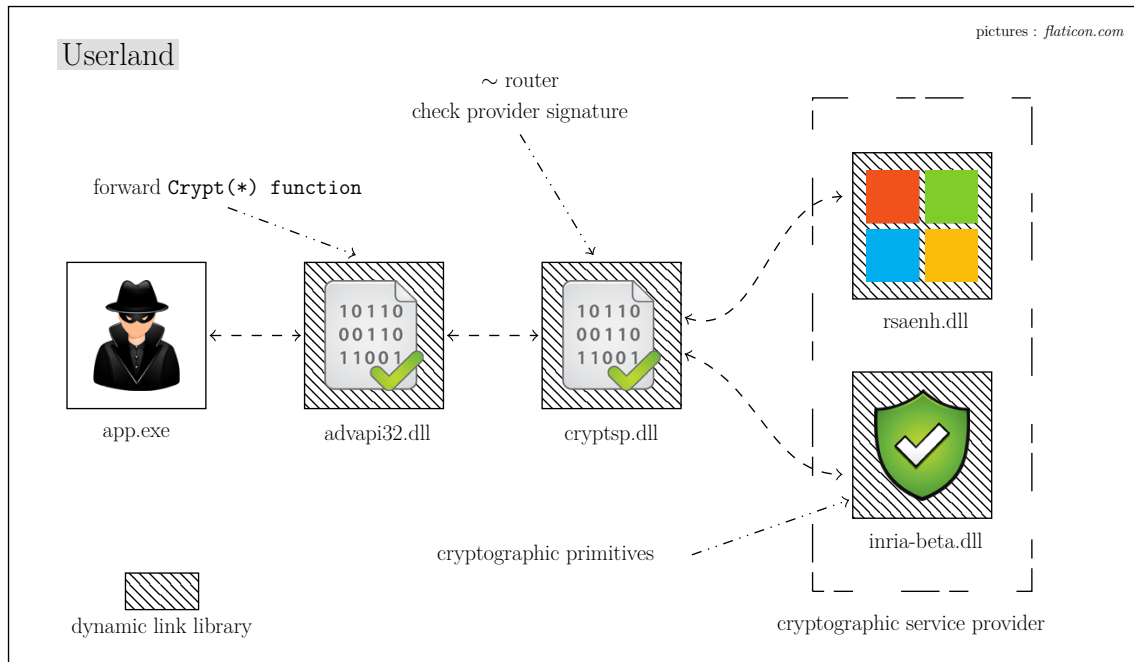 pictures : flaticon.com
Userland
~ router
check provider signature
forward Crypt(*) function
10110
00110
11001
10110
00110
11001
rsaenh.dll
app.exe
advapi32.dll
cryptsp.dll
inria-beta.dll
cryptographic primitives
dynamic link library
cryptographic service provider